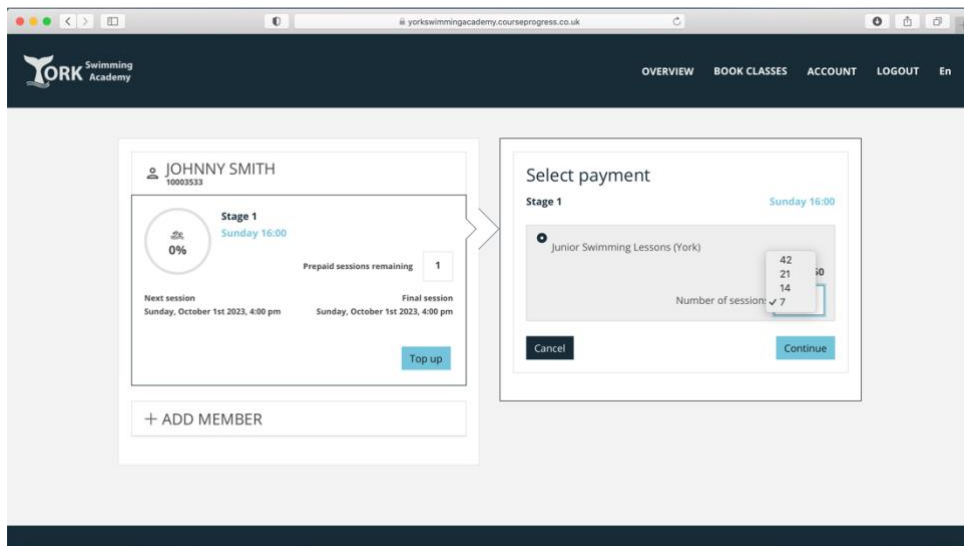 yorkswimmingacademy.courseprogress.co.uk
YORK Swimming Academy
OVERVIEW BOOK CLASSES ACCOUNT LOGOUT En
JOHNNY SMITH
10003533
Stage 1
Sunday 16:00
0%
Prepaid sessions remaining 1
Next session
Sunday, October 1st 2023, 4:00 pm
Final session
Sunday, October 1st 2023, 4:00 pm
Top up
+ ADD MEMBER
Select payment
Stage 1 Sunday 16:00
Junior Swimming Lessons (York)
42
21
14
✓ 7
Number of sessions
Cancel Continue